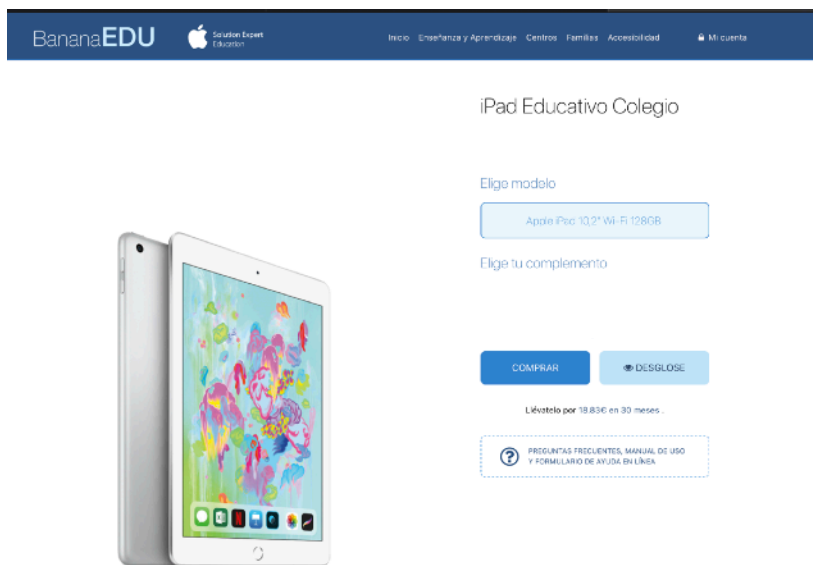 BananaEDU
Solution Expert
Education
Inicio Enseñanza y Aprendizaje Centros Familias Accesibilidad Mi cuenta
iPad Educativo Colegio
Elige modelo
Apple iPad 10,2" Wi-Fi 128GB
Elige tu complemento
COMPRAR
DESGLOSE
Llévatelo por 18.83€ en 30 meses .
PREGUNTAS FRECUENTES, MANUAL DE USO
Y FORMULARIO DE AYUDA EN LÍNEA